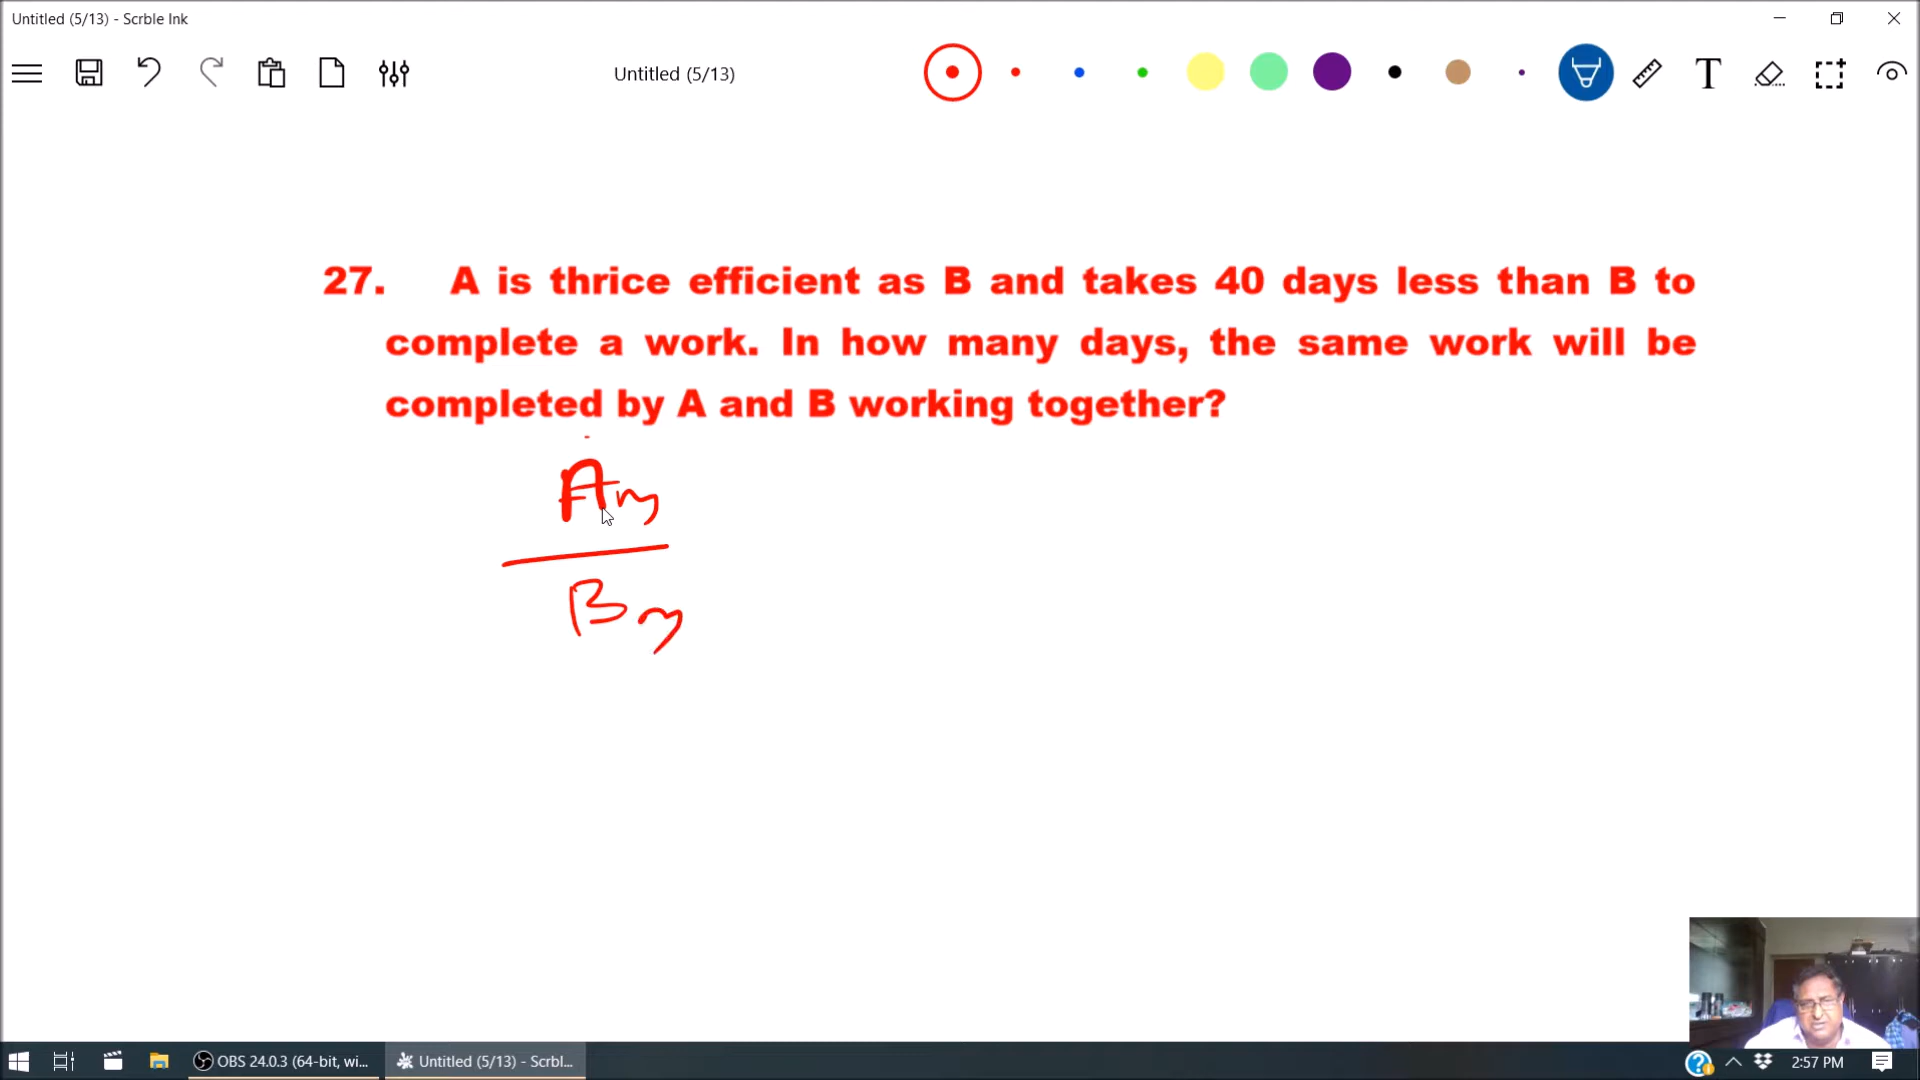 Untitled (5/13) - Scrble Ink
Untitled (5/13)
T
27. A is thrice efficient as B and takes 40 days less than B to
complete a work. In how many days, the same work will be
completed by A and B working together?
A
B
OBS 24.0.3 (64-bit, wi...
Untitled (5/13) - Scrbl...
2:57 PM